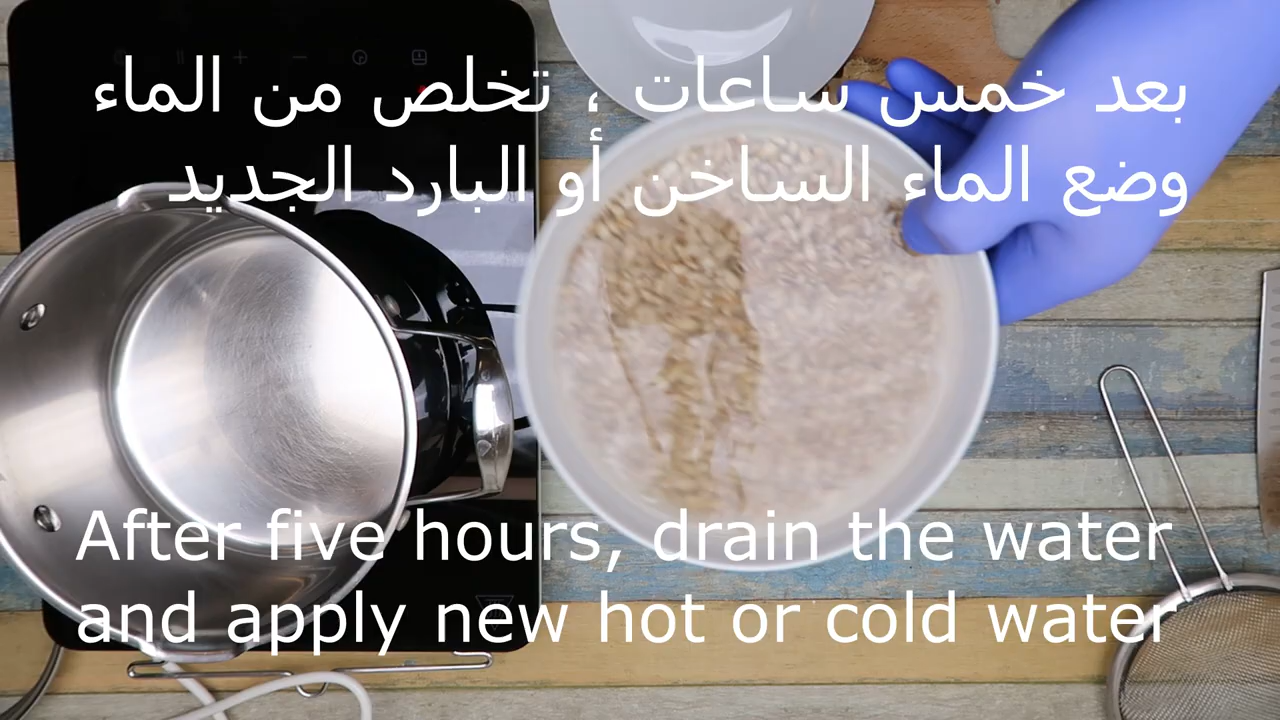 بعد خمس ساعات ، تخلص من الماء
وضع الماء الساخن أو البارد الجديد
After five hours, drain the water
and apply new hot or cold water